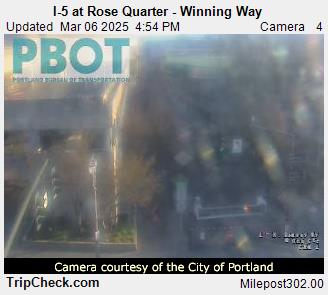 I-5 at Rose Quarter - Winning Way
Updated Mar 06 2025 4:54 PM Camera 4
PBOT
PORTLAND BUREAU OF TRANSPORTATION
Camera courtesy of the City of Portland
TripCheck.com Milepost302.00